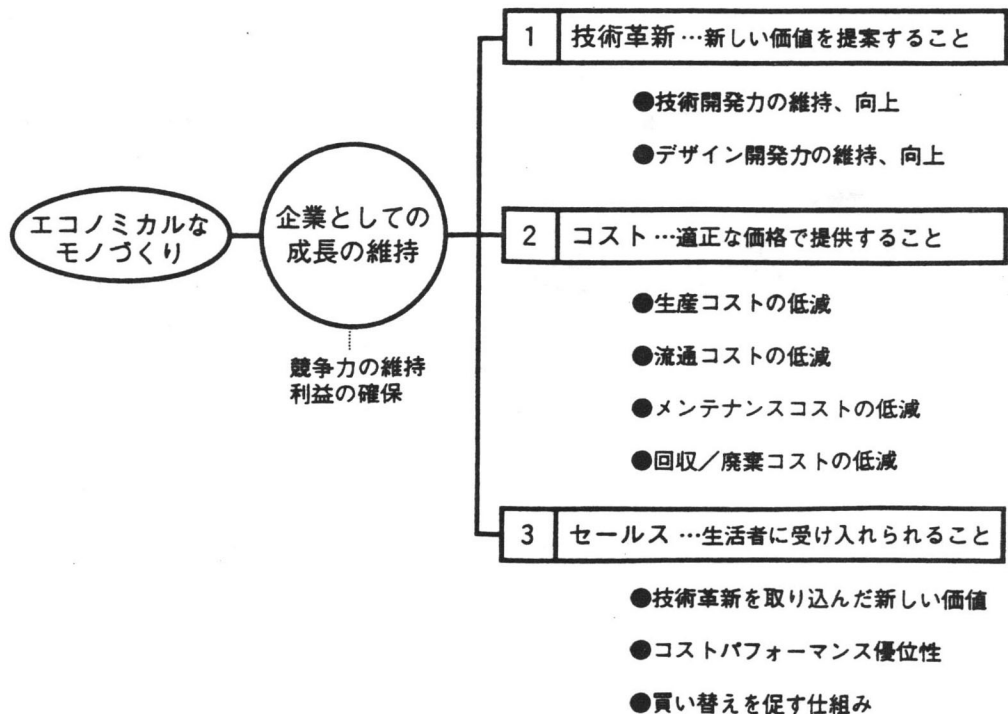 エコノミカルな
モノづくり
企業としての
成長の維持
競争力の維持
利益の確保
1 技術革新…新しい価値を提案すること
●技術開発力の維持、向上
●デザイン開発力の維持、向上
2 コスト…適正な価格で提供すること
●生産コストの低減
●流通コストの低減
●メンテナンスコストの低減
●回収／廃棄コストの低減
3 セールス…生活者に受け入れられること
●技術革新を取り込んだ新しい価値
●コストパフォーマンス優位性
●買い替えを促す仕組み